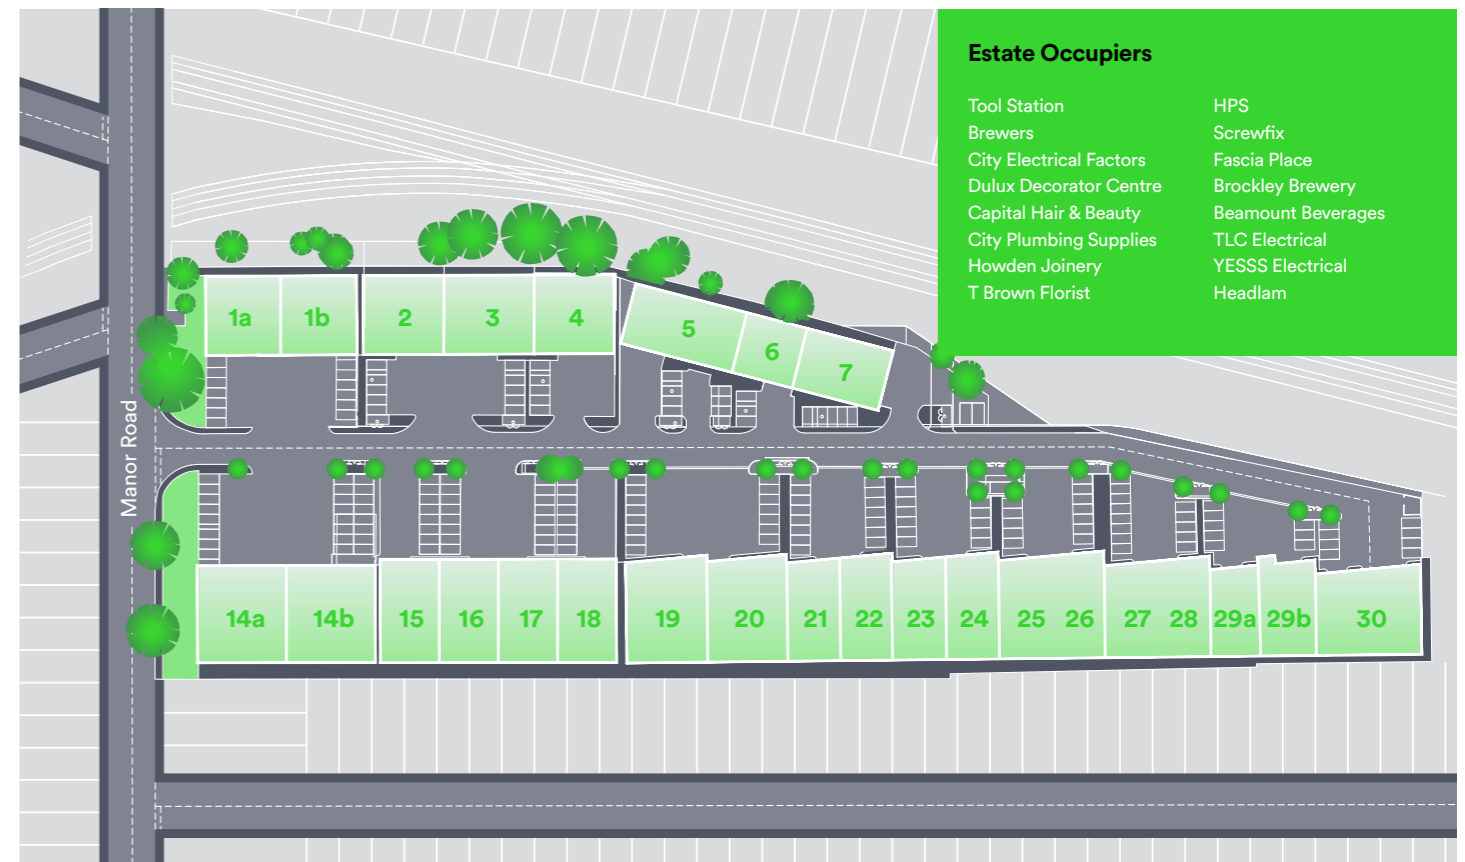 Estate Occupiers
Tool Station
Brewers
City Electrical Factors
Dulux Decorator Centre
Capital Hair & Beauty
City Plumbing Supplies
Howden Joinery
T Brown Florist
HPS
Screwfix
Fascia Place
Brockley Brewery
Beamount Beverages
TLC Electrical
YESSS Electrical
Headlam
1a 1b 2 3 4 5 6 7
Manor Road
14a 14b 15 16 17 18 19 20 21 22 23 24 25 26 27 28 29a 29b 30